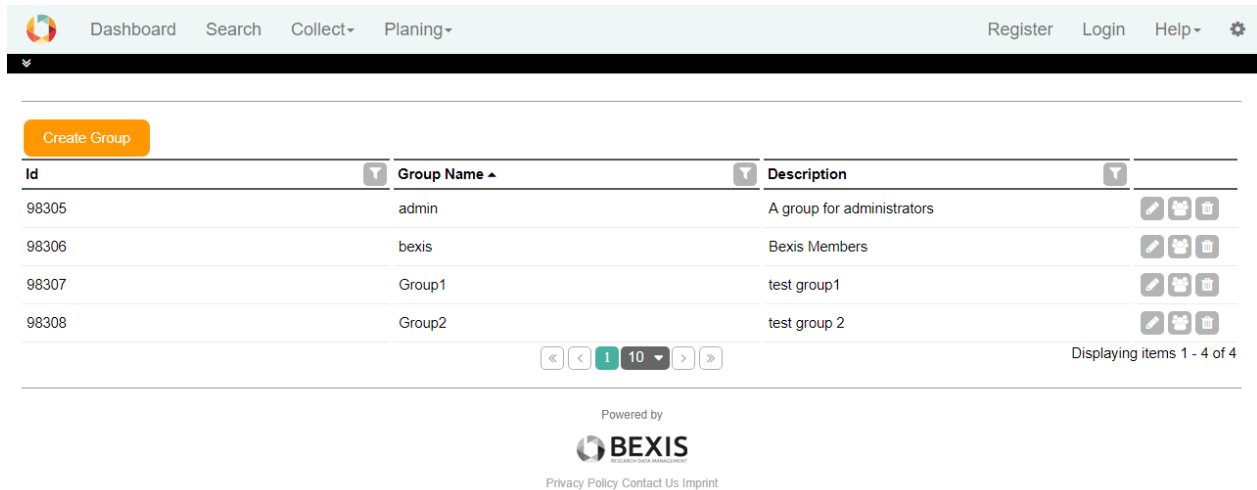 Dashboard Search Collect Planing Register Login Help
Create Group
Id Group Name Description
98305 admin A group for administrators
98306 bexis Bexis Members
98307 Group1 test group1
98308 Group2 test group 2
« < 1 10 > » Displaying items 1 - 4 of 4
Powered by
BEXIS
RESEARCH DATA MANAGEMENT
Privacy Policy Contact Us Imprint